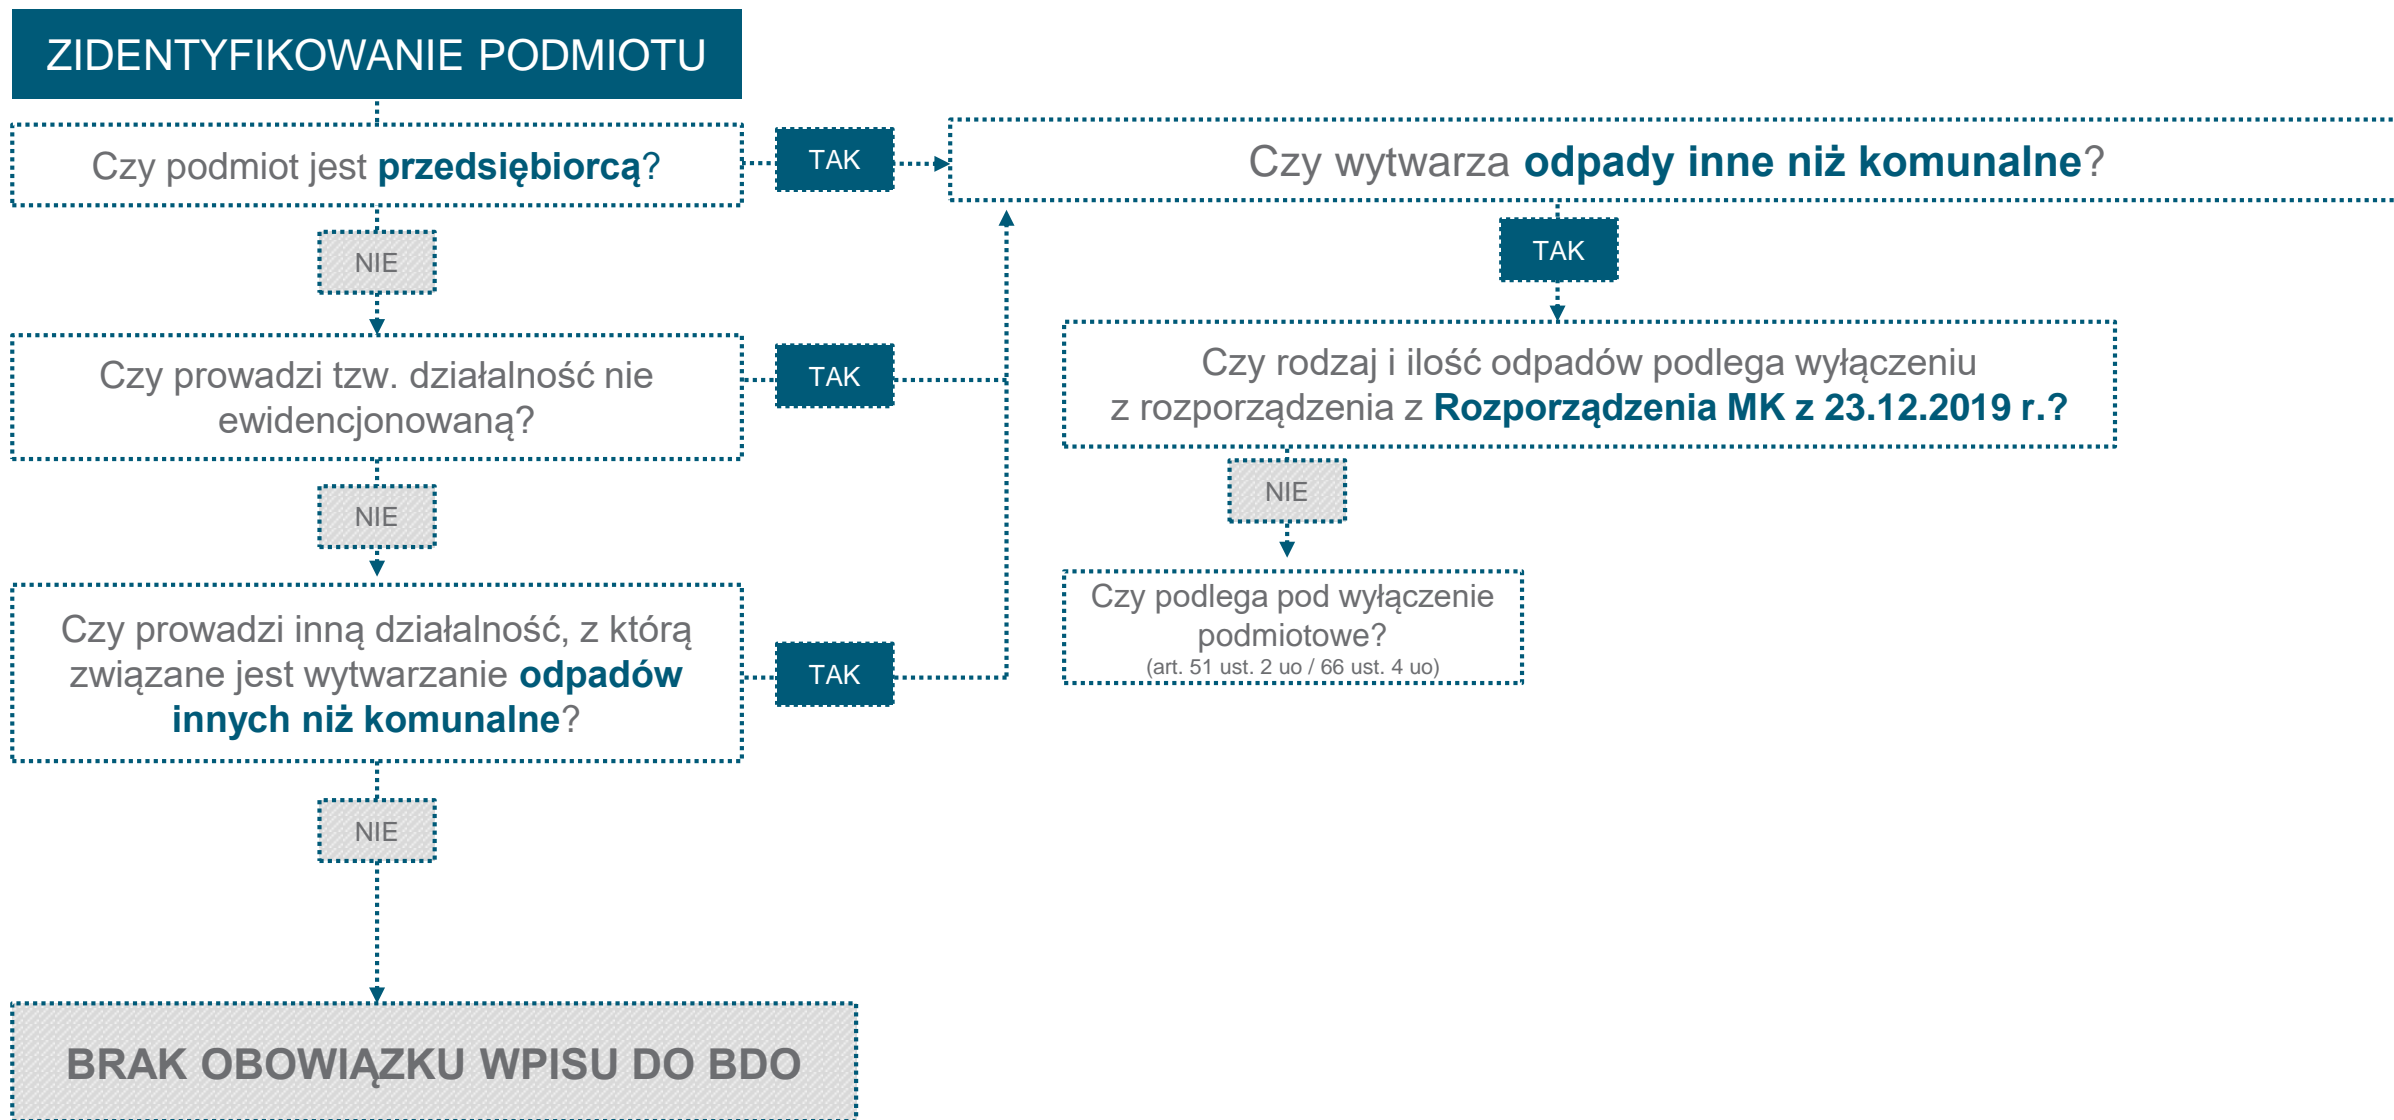 ZIDENTYFIKOWANIE PODMIOTU
Czy podmiot jest przedsiębiorcą?
TAK
Czy wytwarza odpady inne niż komunalne?
NIE
TAK
Czy prowadzi tzw. działalność nie
ewidencjonowaną?
TAK
Czy rodzaj i ilość odpadów podlega wyłączeniu
z rozporządzenia z Rozporządzenia MK z 23.12.2019 r.?
NIE
NIE
Czy prowadzi inną działalność, z którą
związane jest wytwarzanie odpadów
innych niż komunalne?
TAK
Czy podlega pod wyłączenie
podmiotowe?
(art. 51 ust. 2 uo / 66 ust. 4 uo)
NIE
BRAK OBOWIĄZKU WPISU DO BDO